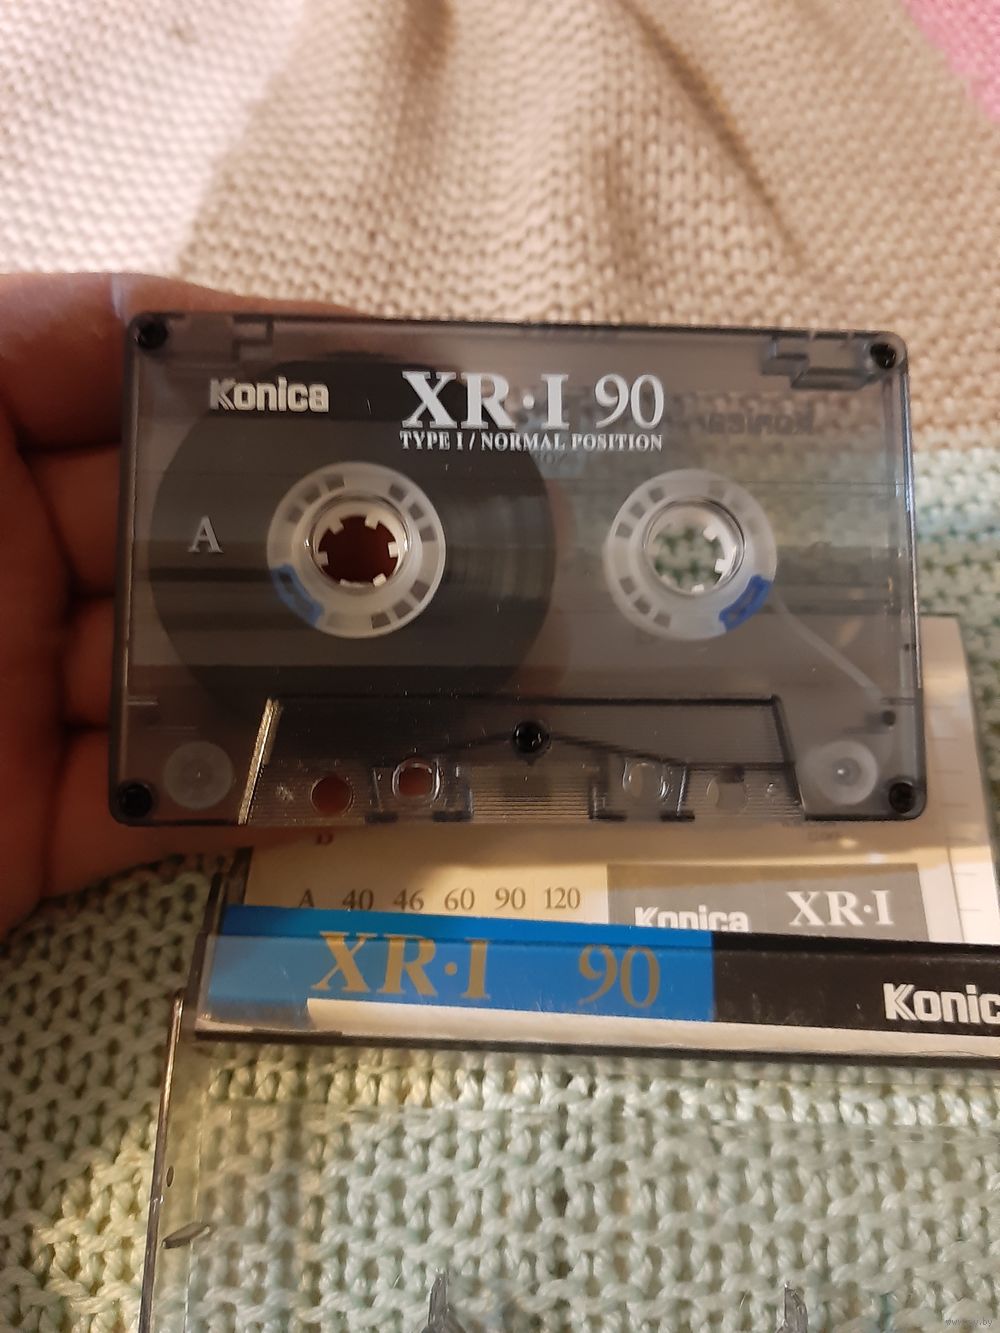 Konica
XR·I 90
TYPE I / NORMAL POSITION
A
B
A 40 46 60 90 120
Konica
XR·I
XR·I 90
Konic